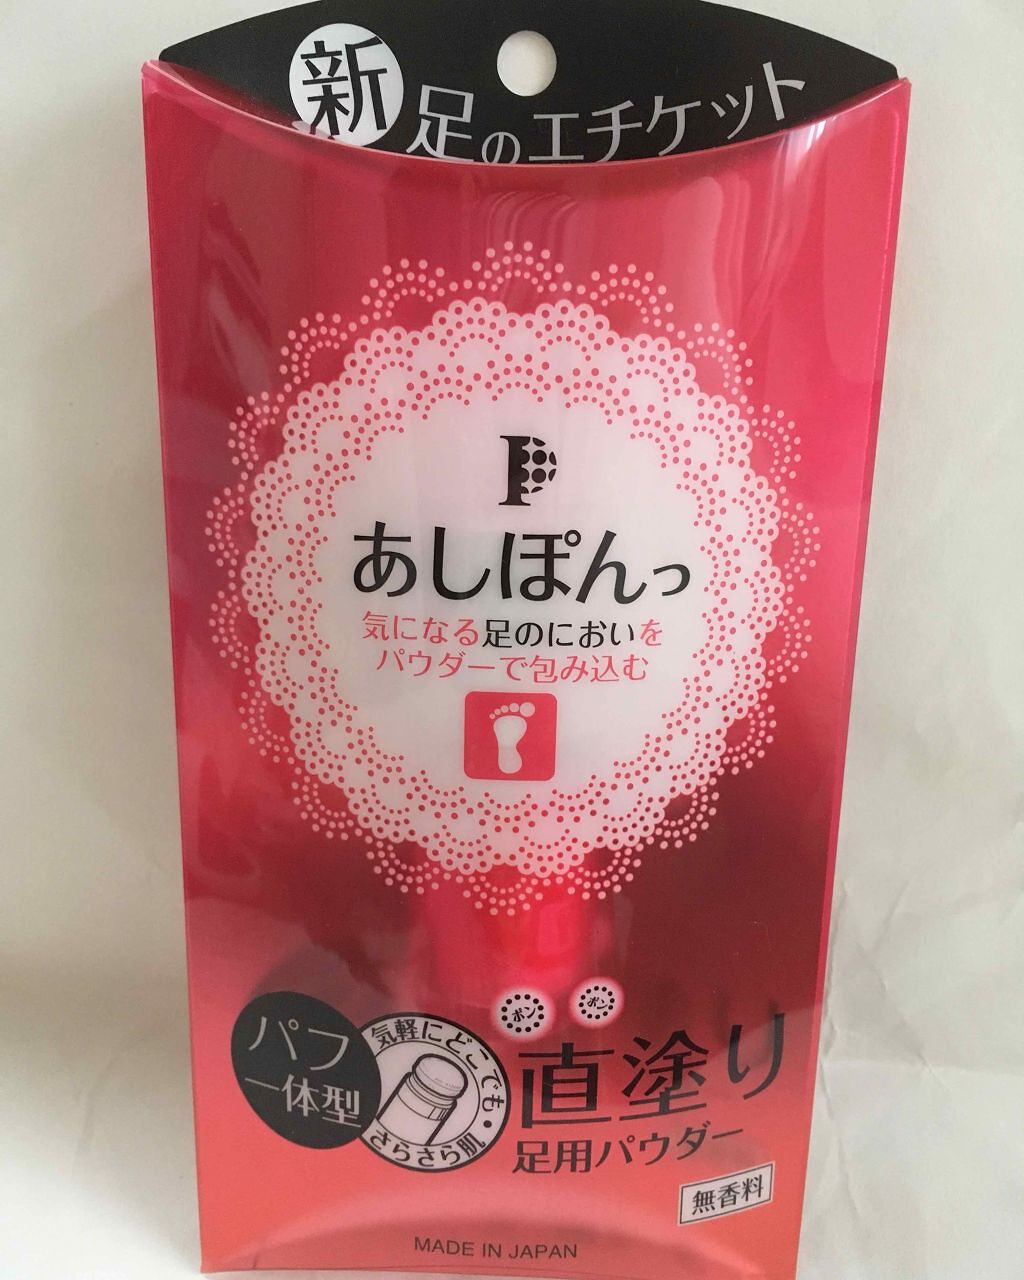 新 足のエチケット
P
あしぽんっ
気になる足のにおいを
パウダーで包み込む
ポン ポン
パフ
一体型
気軽にどこでも・さらさら肌
直塗り
足用パウダー
無香料
MADE IN JAPAN